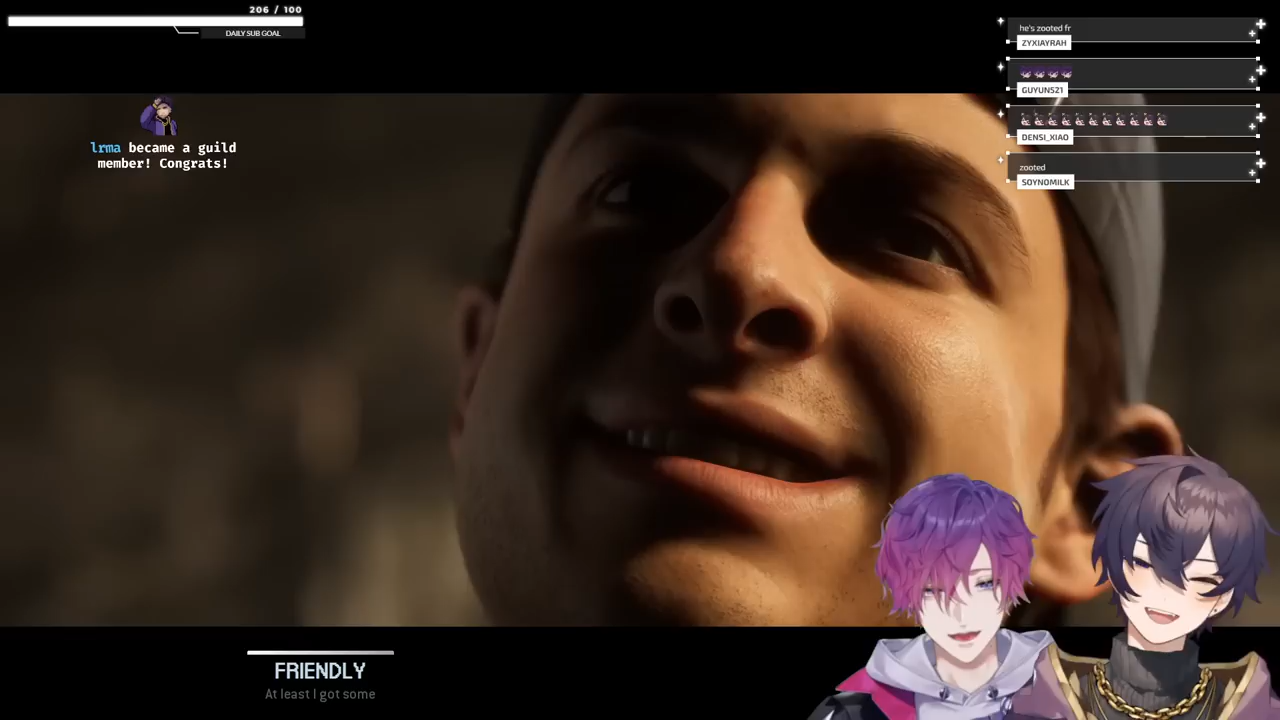 206 / 100
DAILY SUB GOAL
lrma became a guild
member! Congrats!
he's zooted fr
ZYXIAYRAH
GUYUN521
DENSI_XIAO
zooted
SOYNOMILK
FRIENDLY
At least I got some